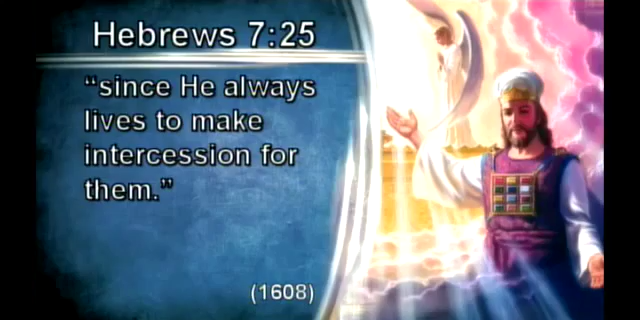 Hebrews 7:25
“since He always
lives to make
intercession for
them.”
(1608)